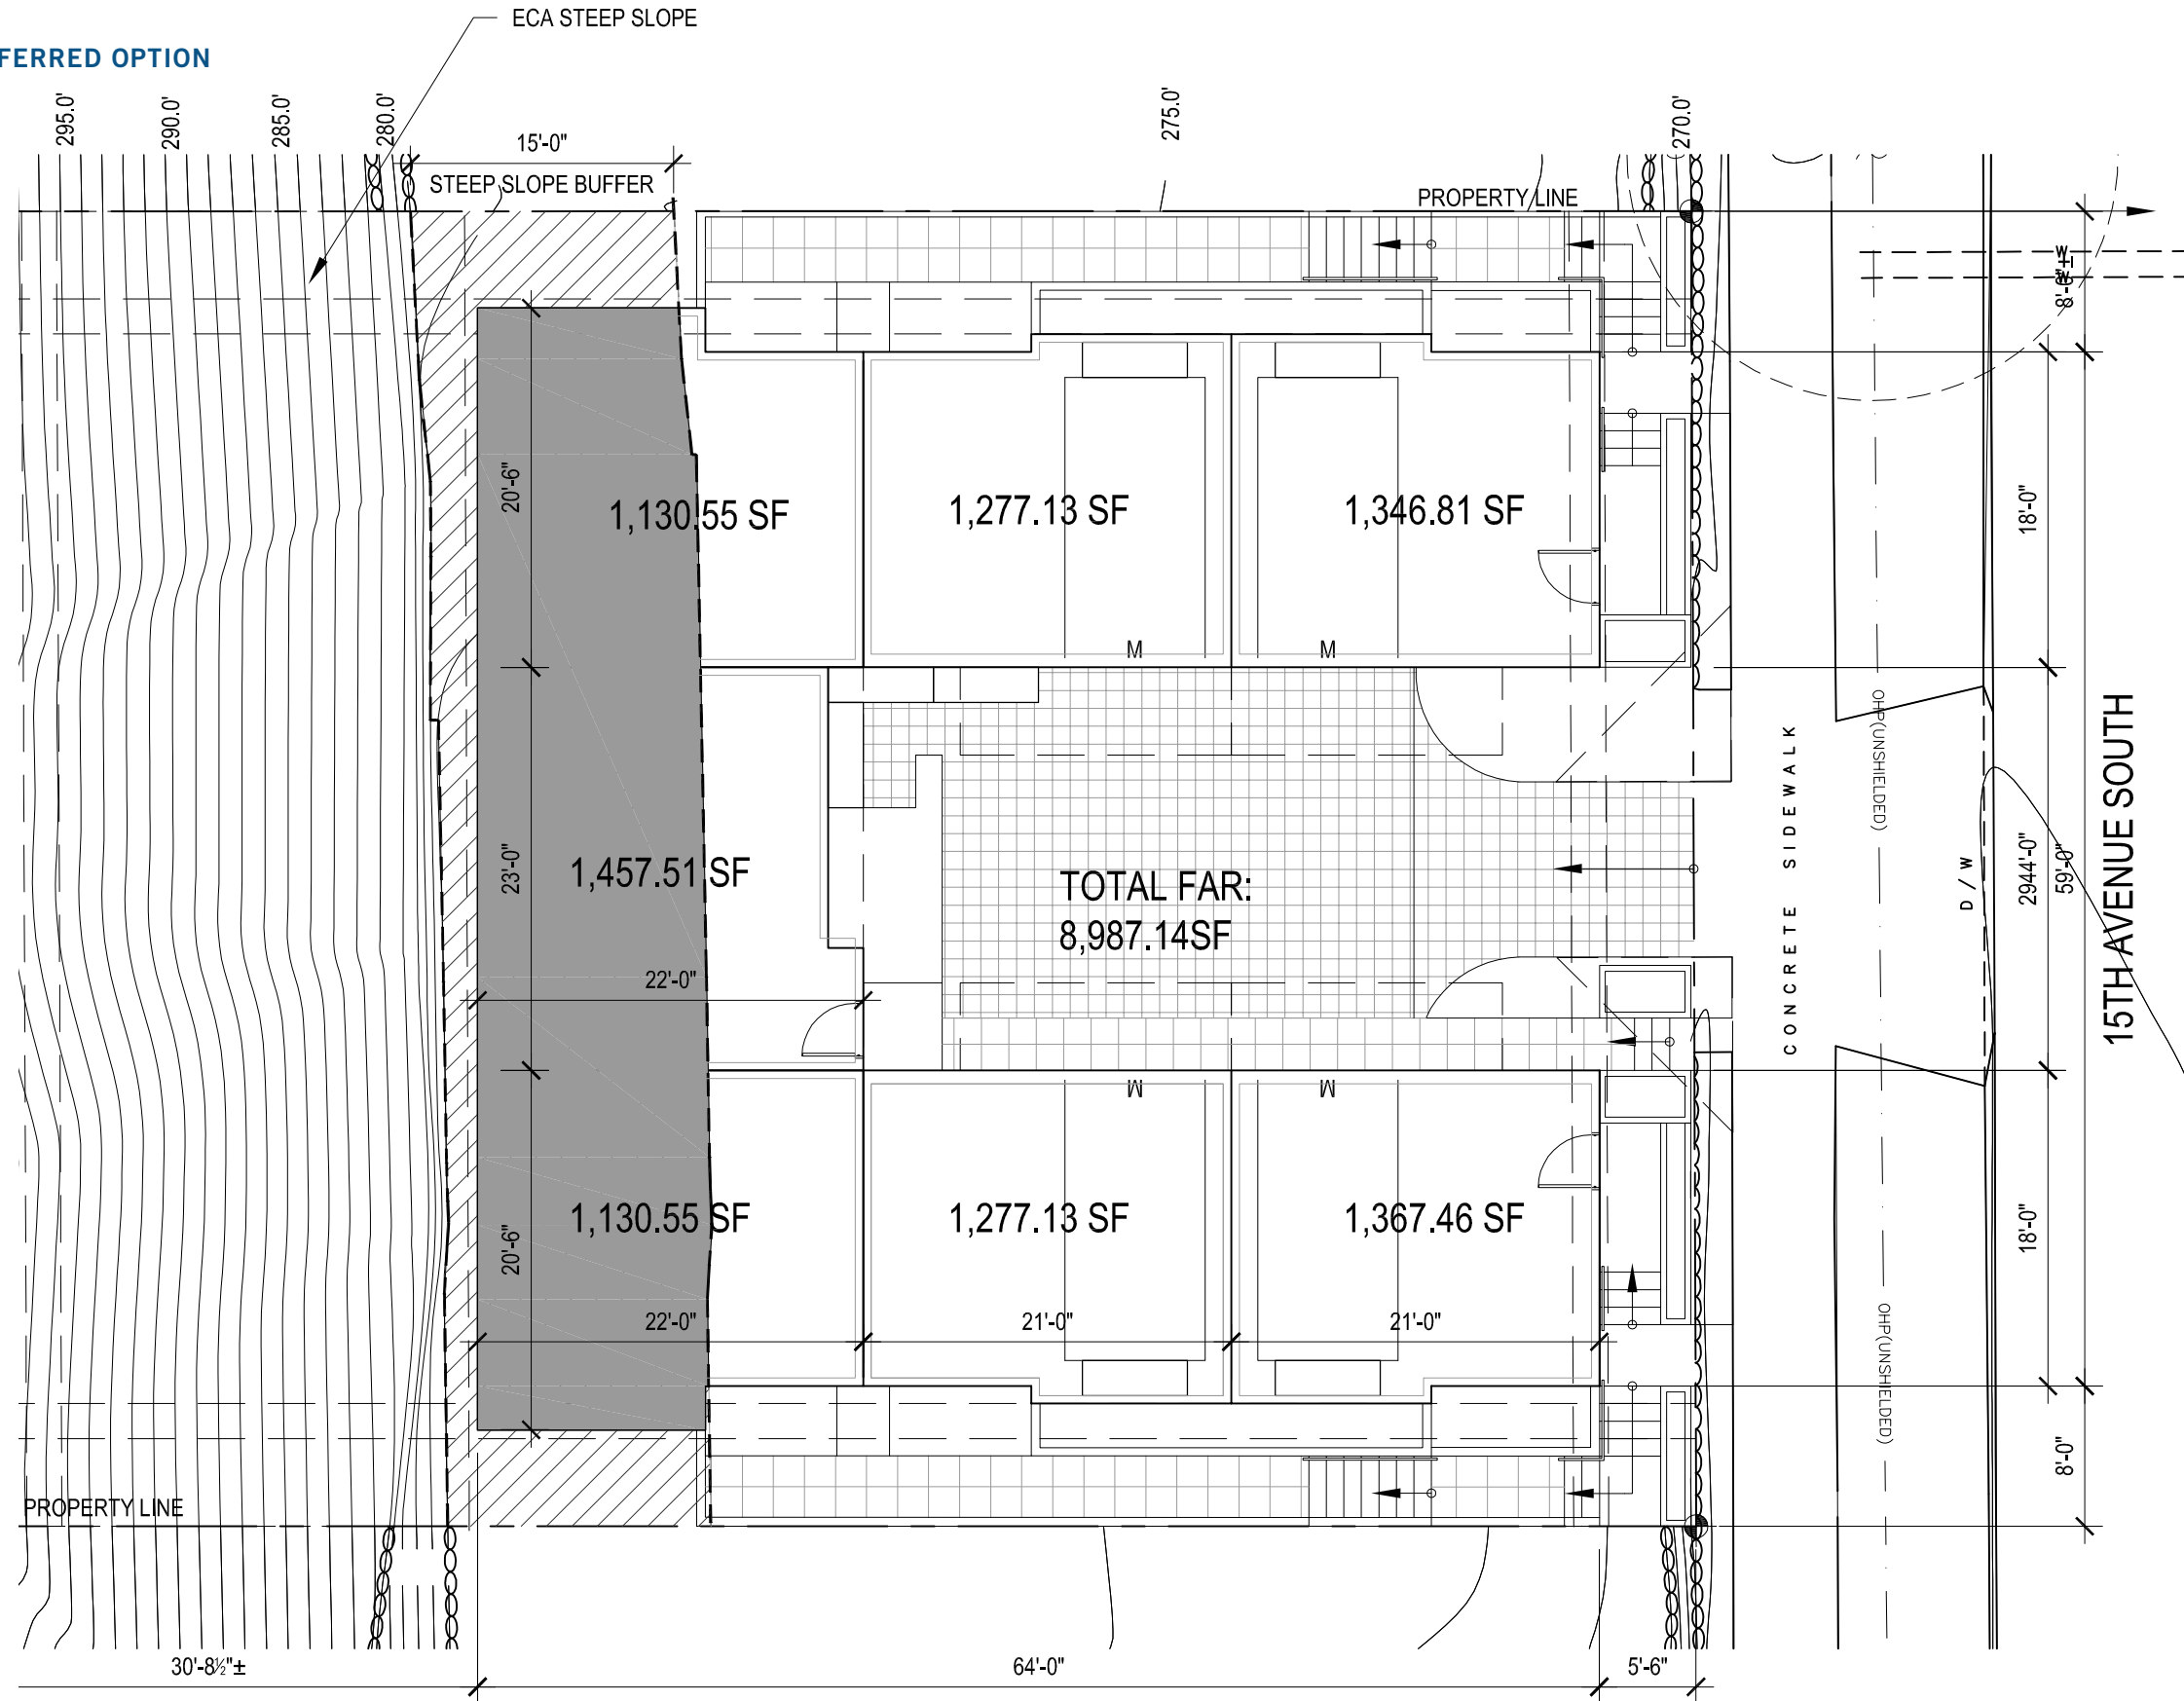 ECA STEEP SLOPE
FERRED OPTION
295.0'
290.0'
285.0'
280.0'
15'-0"
275.0'
270.0'
STEEP SLOPE BUFFER
PROPERTY LINE
W
W
8'-6"±
20'-6"
1,130.55 SF
1,277.13 SF
1,346.81 SF
18'-0"
M
M
23'-0"
1,457.51 SF
TOTAL FAR:
8,987.14SF
22'-0"
CONCRETE SIDEWALK
OHP(UNSHIELDED)
D/W
2944'-0"
59'-0"
15TH AVENUE SOUTH
M
M
20'-6"
1,130.55 SF
1,277.13 SF
1,367.46 SF
18'-0"
22'-0"
21'-0"
21'-0"
OHP(UNSHIELDED)
8'-0"
PROPERTY LINE
30'-8½"±
64'-0"
5'-6"